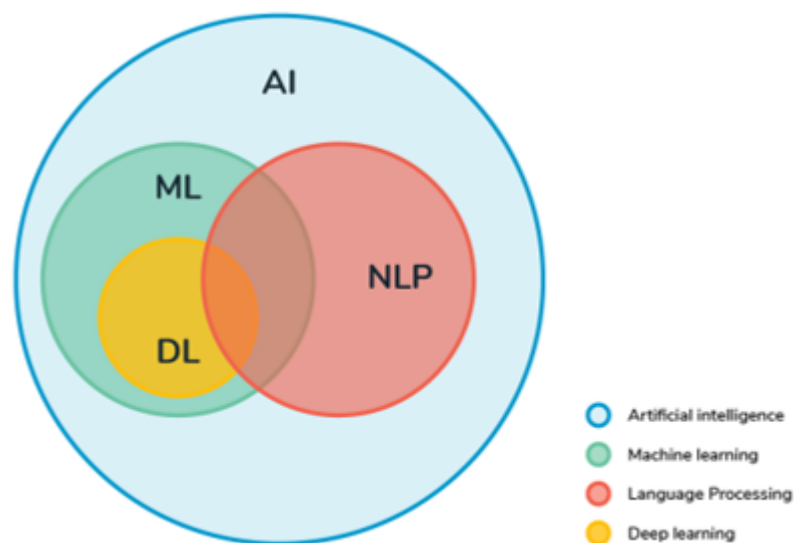 AI
ML
NLP
DL
Artificial intelligence
Machine learning
Language Processing
Deep learning